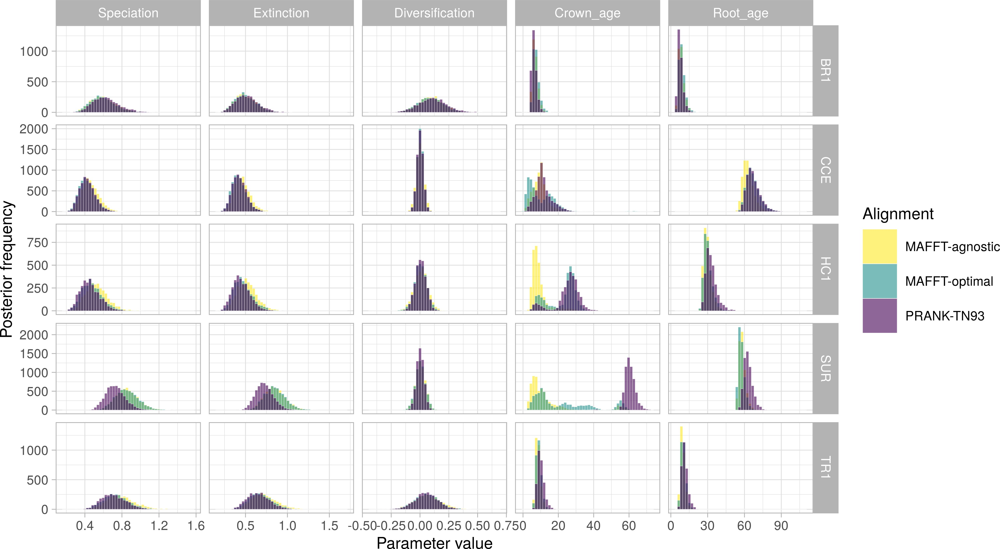 Speciation Extinction Diversification Crown_age Root_age
1000
500
0
BR1
2000
1500
1000
500
0
CCE
750
500
250
0
HC1
2000
1500
1000
500
0
SUR
1000
500
0
TR1
0.4 0.8 1.2 1.6 0.5 1.0 1.5 -0.50 -0.25 0.00 0.25 0.50 0.75 0 20 40 60 0 30 60 90
Parameter value
Posterior frequency
Alignment
MAFFT-agnostic
MAFFT-optimal
PRANK-TN93